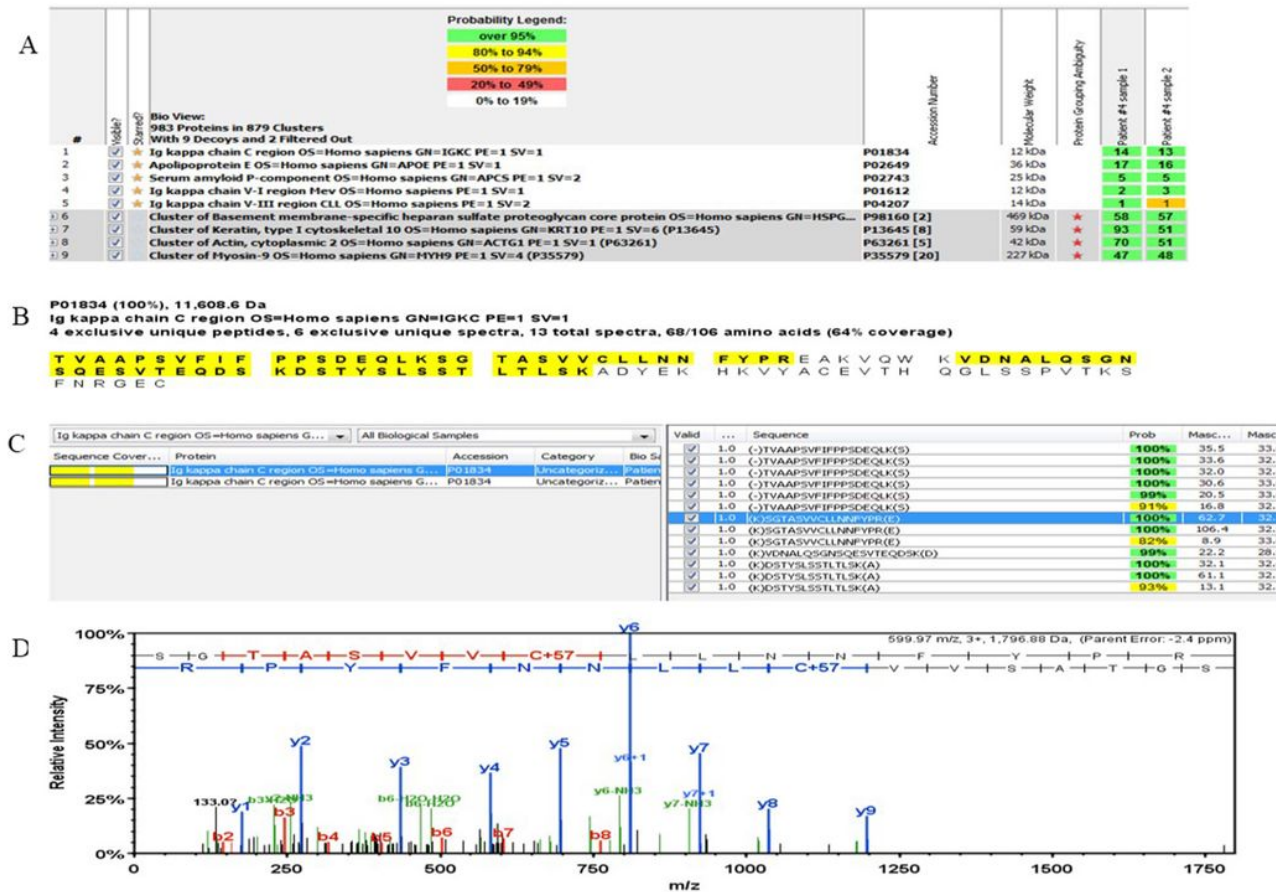 A
Probability Legend:
over 95%
80% to 94%
50% to 79%
20% to 49%
0% to 19%
Bio View:
983 Proteins in 879 Clusters
With 9 Decoys and 2 Filtered Out
# Visible? Starred? Accession Number Molecular Weight Protein Grouping Ambiguity Patient #4 sample 1 Patient #4 sample 2
1 Ig kappa chain C region OS=Homo sapiens GN=IGKC PE=1 SV=1 P01834 12 kDa 14 13
2 Apolipoprotein E OS=Homo sapiens GN=APOE PE=1 SV=1 P02649 36 kDa 17 16
3 Serum amyloid P-component OS=Homo sapiens GN=APCS PE=1 SV=2 P02743 25 kDa 5 5
4 Ig kappa chain V-I region Mev OS=Homo sapiens PE=1 SV=1 P01612 12 kDa 2 3
5 Ig kappa chain V-III region CLL OS=Homo sapiens PE=1 SV=2 P04207 14 kDa 1 1
6 Cluster of Basement membrane-specific heparan sulfate proteoglycan core protein OS=Homo sapiens GN=HSPG... P98160 [2] 469 kDa 58 57
7 Cluster of Keratin, type I cytoskeletal 10 OS=Homo sapiens GN=KRT10 PE=1 SV=6 (P13645) P13645 [8] 59 kDa 93 51
8 Cluster of Actin, cytoplasmic 2 OS=Homo sapiens GN=ACTG1 PE=1 SV=1 (P63261) P63261 [5] 42 kDa 70 51
9 Cluster of Myosin-9 OS=Homo sapiens GN=MYH9 PE=1 SV=4 (P35579) P35579 [20] 227 kDa 47 48
B
P01834 (100%), 11,608.6 Da
Ig kappa chain C region OS=Homo sapiens GN=IGKC PE=1 SV=1
4 exclusive unique peptides, 6 exclusive unique spectra, 13 total spectra, 68/106 amino acids (64% coverage)
T V A A P S V F I F P P S D E Q L K S G T A S V V C L L N N F Y P R E A K V Q W K V D N A L Q S G N
S Q E S V T E Q D S K D S T Y S L S S T L T L S K A D Y E K H K V Y A C E V T H Q G L S S P V T K S
F N R G E C
C
Ig kappa chain C region OS=Homo sapiens G... All Biological Samples
Sequence Cover... Protein Accession Category Bio Sa
Ig kappa chain C region OS=Homo sapiens G... P01834 Uncategoriz... Patien
Ig kappa chain C region OS=Homo sapiens G... P01834 Uncategoriz... Patien
Valid ... Sequence Prob Masc... Masc
1.0 (-)TVAAPSVFIFPPSDEQLK(S) 100% 35.5 33.
1.0 (-)TVAAPSVFIFPPSDEQLK(S) 100% 33.6 32.
1.0 (-)TVAAPSVFIFPPSDEQLK(S) 100% 32.0 32.
1.0 (-)TVAAPSVFIFPPSDEQLK(S) 100% 30.6 33.
1.0 (-)TVAAPSVFIFPPSDEQLK(S) 99% 20.5 33.
1.0 (-)TVAAPSVFIFPPSDEQLK(S) 91% 16.8 32.
1.0 (K)SGTASVVCLLNNFYPR(E) 100% 62.7 32.
1.0 (K)SGTASVVCLLNNFYPR(E) 100% 106.4 32.
1.0 (K)SGTASVVCLLNNFYPR(E) 82% 8.9 33.
1.0 (K)VDNALQSGNSQESVTEQDSK(D) 99% 22.2 28.
1.0 (K)DSTYSLSSTLTLSK(A) 100% 32.1 32.
1.0 (K)DSTYSLSSTLTLSK(A) 100% 61.1 32.
1.0 (K)DSTYSLSSTLTLSK(A) 93% 13.1 32.
D
y6
599.97 m/z, 3+, 1,796.88 Da, (Parent Error: -2.4 ppm)
S G T A S V V C+57 L L N N F Y P R
R P Y F N N L L C+57 V V S A T G S
100%
75%
50%
25%
0%
Relative Intensity
y2 y3 y4 y5 y6+1 y7
133.07 y1 y7-NH3 b6-H2O-H2O b6-H2O y6-NH3 y7+1 y7-NH3 y8 y9
b2 b3 b4 b6 b7 b8
0 250 500 750 1000 1250 1500 1750
m/z